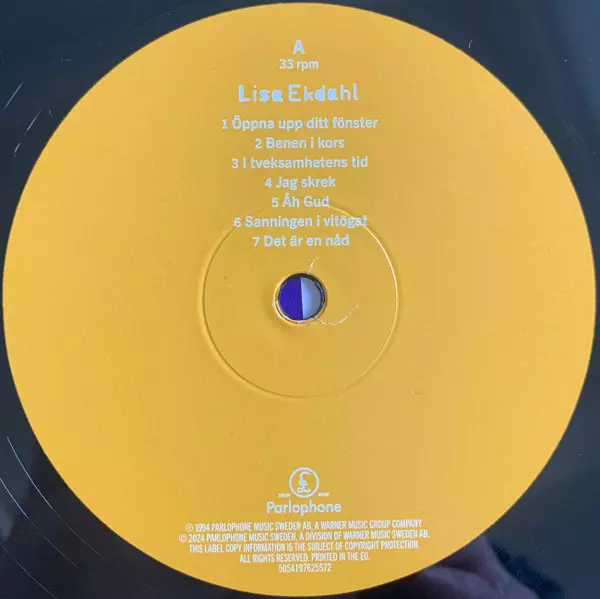 A
33 rpm
Lisa Ekdahl
1 Öppna upp ditt fönster
2 Benen i kors
3 I tveksamhetens tid
4 Jag skrek
5 Åh Gud
6 Sanningen i vitögat
7 Det är en nåd
£
TRADE MARK
Parlophone
℗ 1994 PARLOPHONE MUSIC SWEDEN AB, A WARNER MUSIC GROUP COMPANY.
© 2024 PARLOPHONE MUSIC SWEDEN, A DIVISION OF WARNER MUSIC SWEDEN AB.
THIS LABEL COPY INFORMATION IS THE SUBJECT OF COPYRIGHT PROTECTION.
ALL RIGHTS RESERVED. PRINTED IN THE EU.
5054197625572